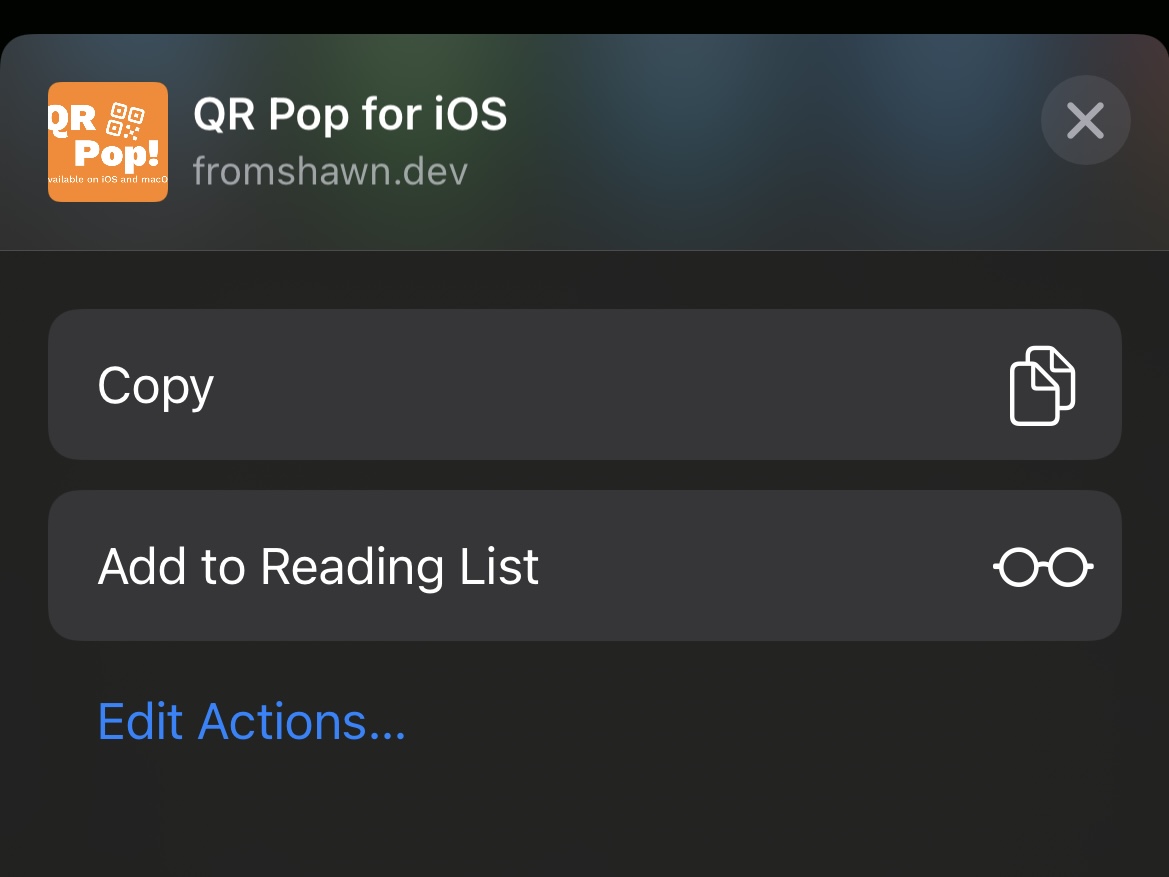 QR
Pop!
QR Pop for iOS
fromshawn.dev
available on iOS and macO
Copy
Add to Reading List
Edit Actions...